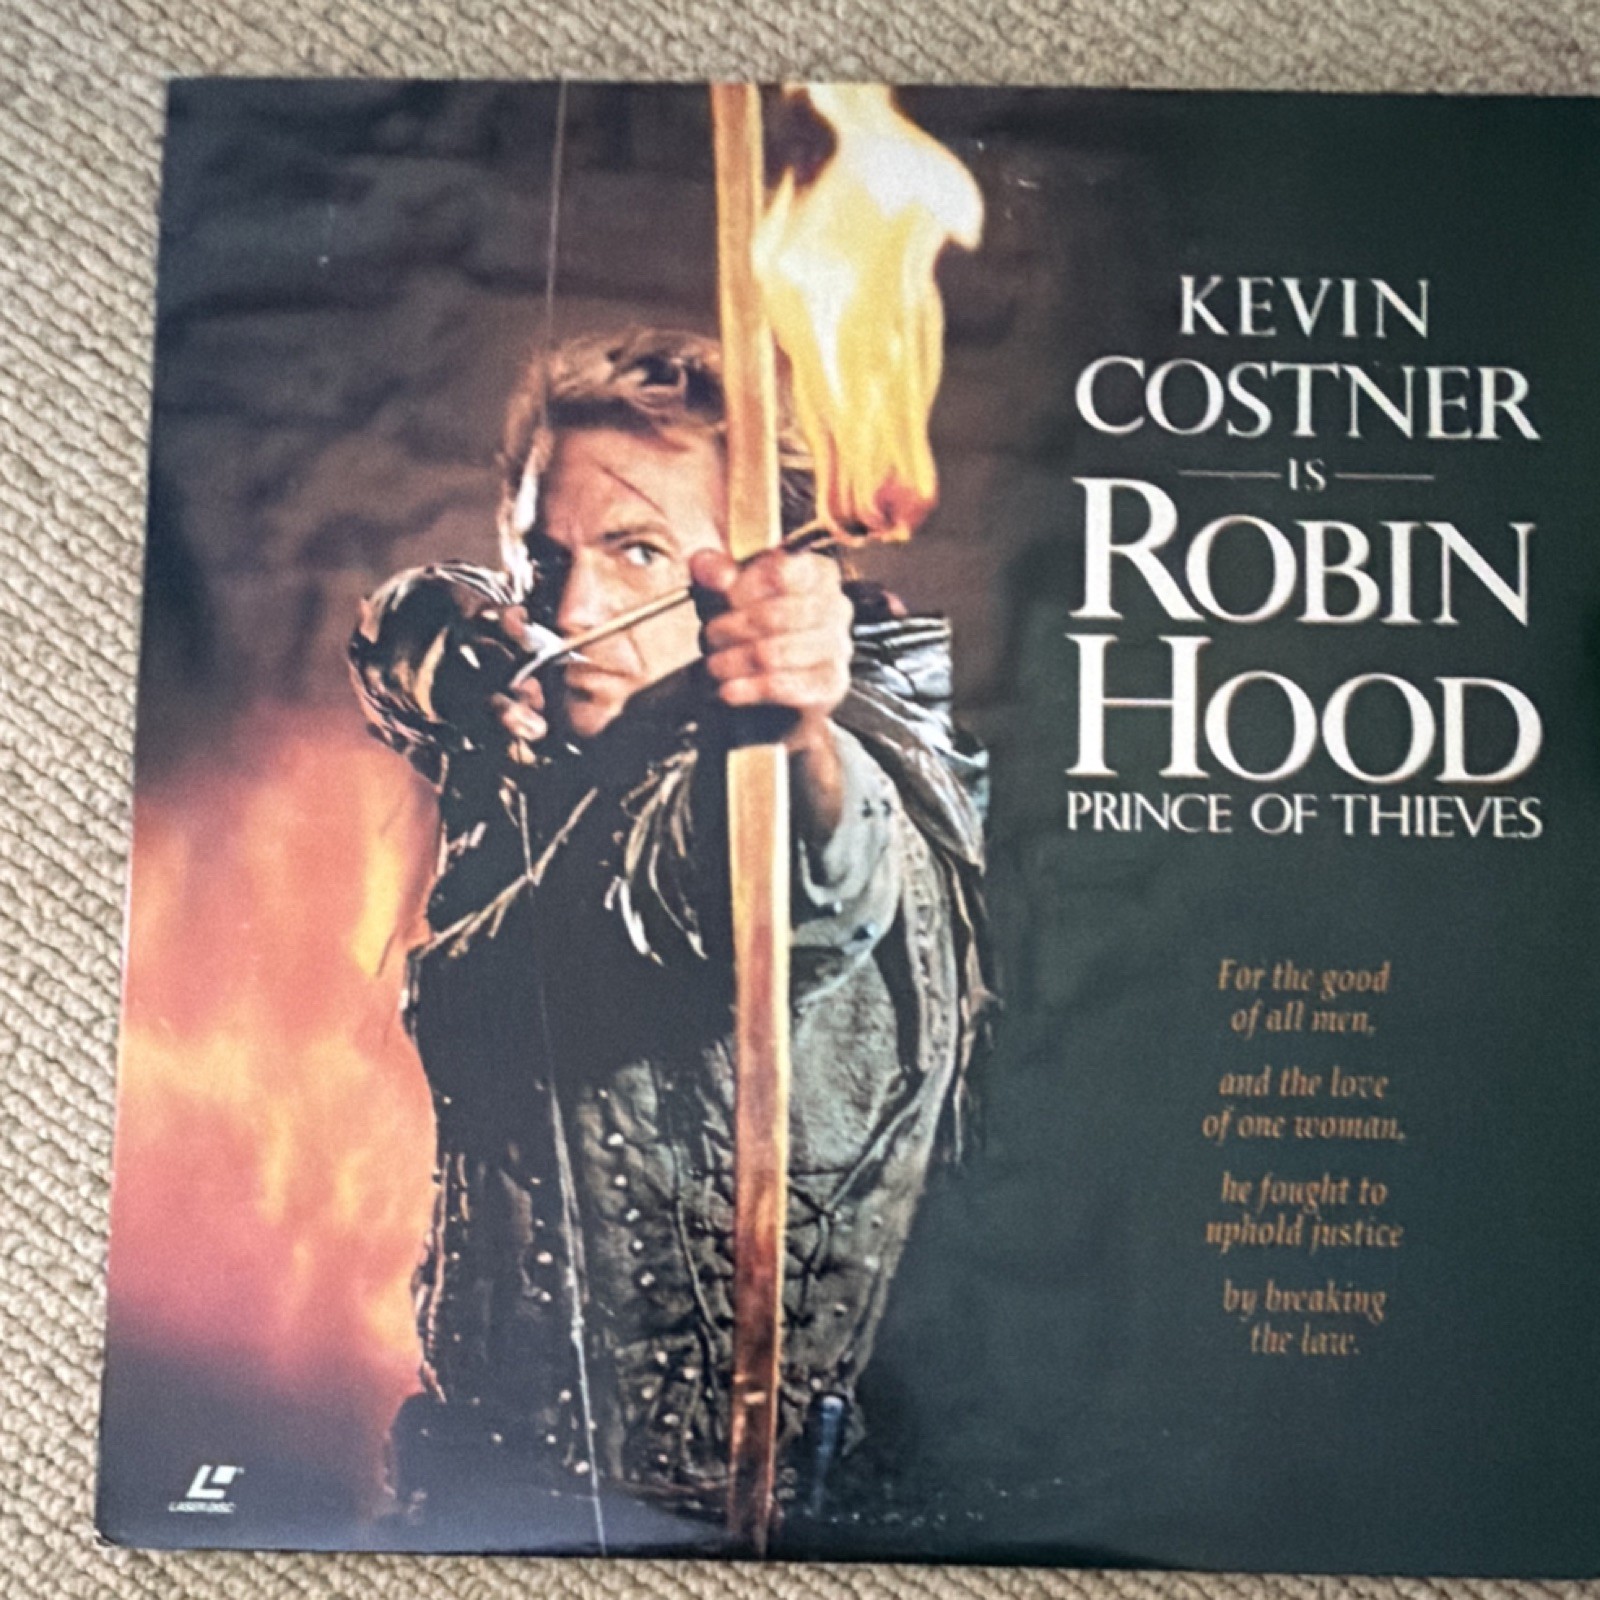 KEVIN
COSTNER
IS
ROBIN
HOOD
PRINCE OF THIEVES
For the good
of all men,
and the love
of one woman,
he fought to
uphold justice
by breaking
the law.
LASERDISC